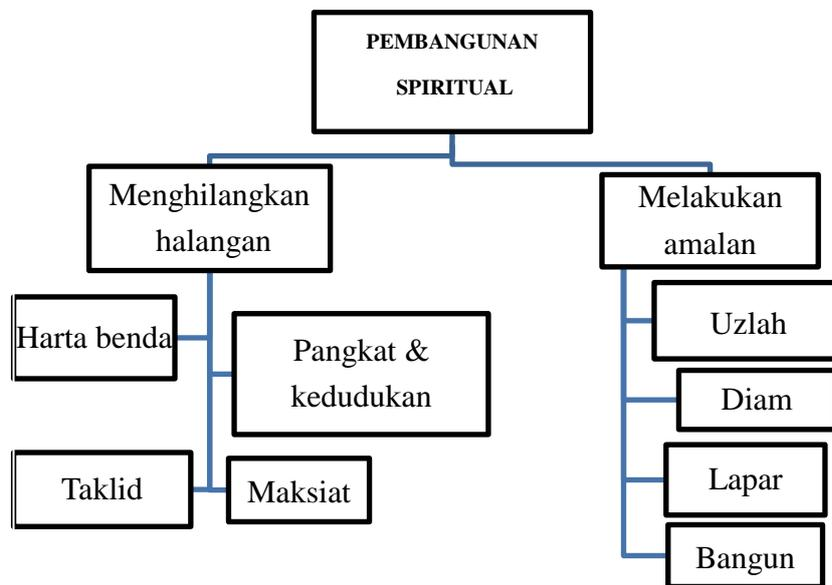 PEMBANGUNAN
SPIRITUAL
Menghilangkan
halangan
Melakukan
amalan
Harta benda
Pangkat &
kedudukan
Taklid
Maksiat
Uzlah
Diam
Lapar
Bangun